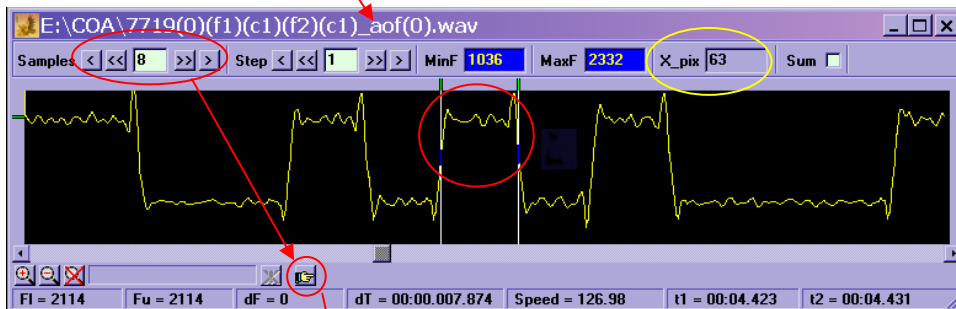 E:\COA\7719(0)(f1)(c1)(f2)(c1)_aof(0).wav
Samples < << 8 >> > Step < << 1 >> > MinF 1036 MaxF 2332 X_pix 63 Sum
Fl = 2114 Fu = 2114 dF = 0 dT = 00:00.007.874 Speed = 126.98 t1 = 00:04.423 t2 = 00:04.431